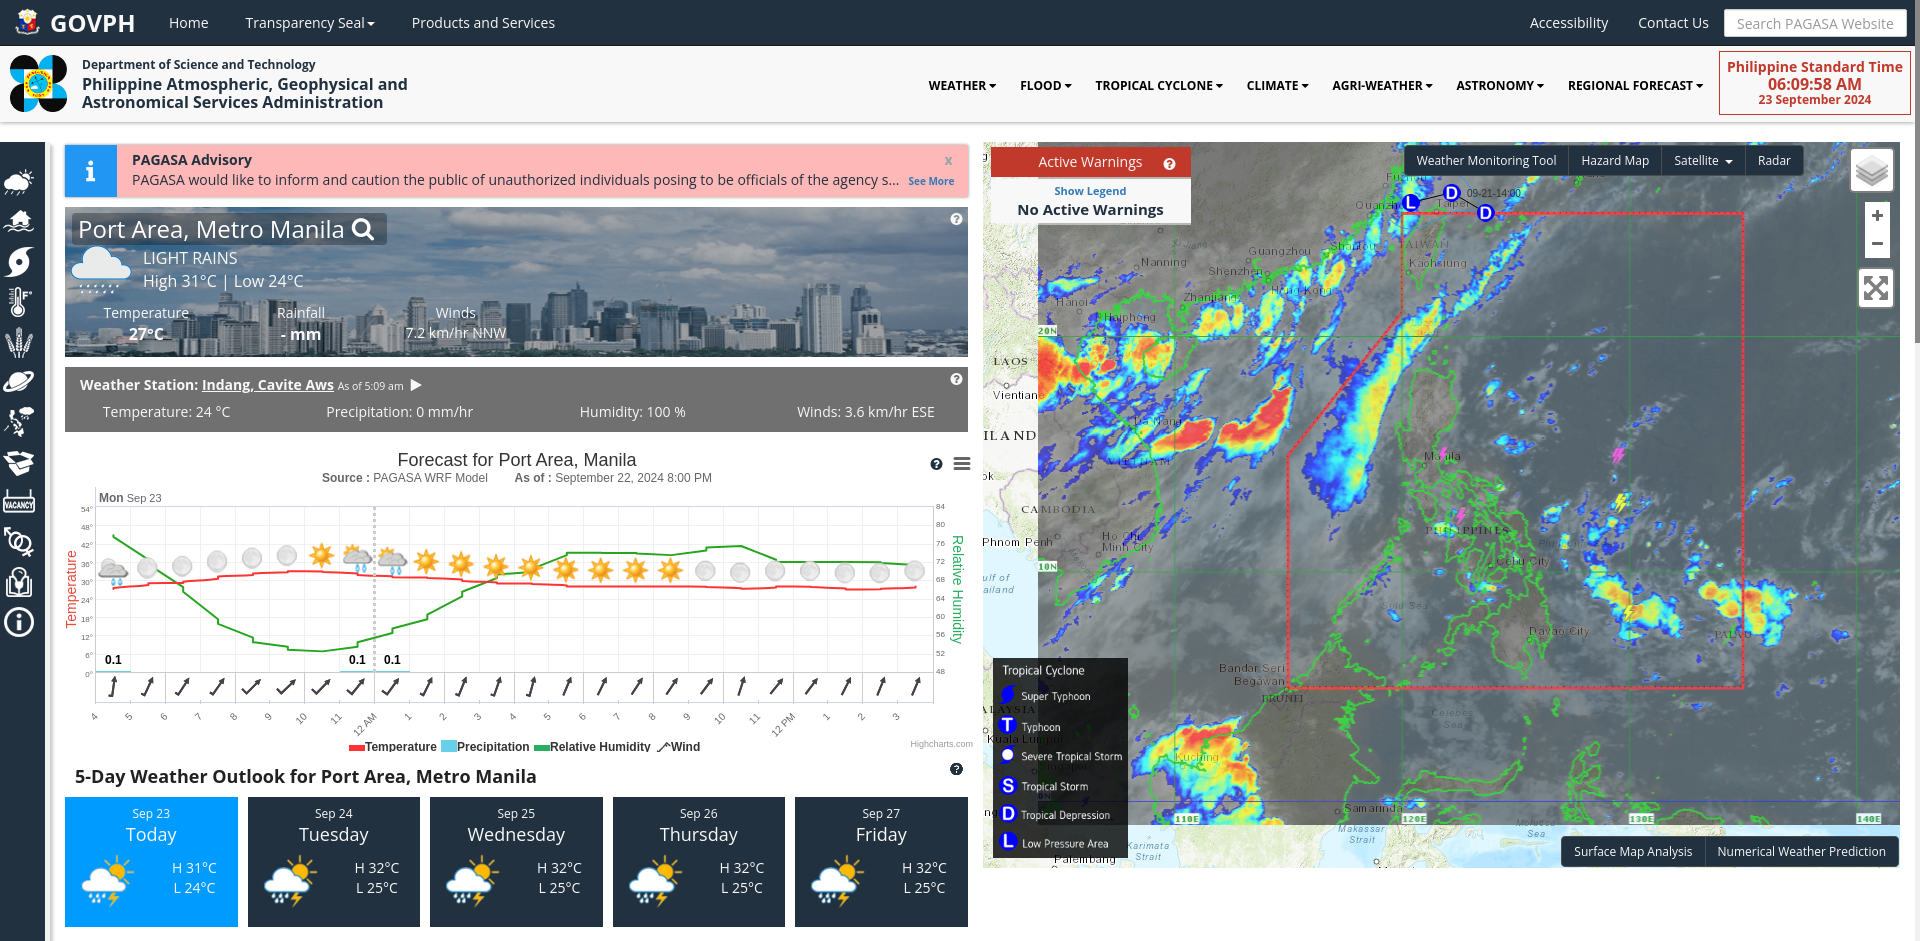 GOVPH
Home
Transparency Seal
Products and Services
Accessibility
Contact Us
Search PAGASA Website
Department of Science and Technology
Philippine Atmospheric, Geophysical and
Astronomical Services Administration
WEATHER
FLOOD
TROPICAL CYCLONE
CLIMATE
AGRI-WEATHER
ASTRONOMY
REGIONAL FORECAST
Philippine Standard Time
06:09:58 AM
23 September 2024
PAGASA Advisory
x
PAGASA would like to inform and caution the public of unauthorized individuals posing to be officials of the agency s...
See More
Port Area, Metro Manila
LIGHT RAINS
High 31°C | Low 24°C
Temperature
Rainfall
Winds
27°C
- mm
7.2 km/hr NNW
Weather Station: Indang, Cavite Aws As of 5:09 am
Temperature: 24 °C
Precipitation: 0 mm/hr
Humidity: 100 %
Winds: 3.6 km/hr ESE
Forecast for Port Area, Manila
Source : PAGASA WRF Model As of : September 22, 2024 8:00 PM
Mon Sep 23
Temperature
54°
48°
42°
36°
30°
24°
18°
12°
6°
0°
84
80
76
72
68
64
60
56
52
48
Relative Humidity
0.1
0.1
0.1
4 5 6 7 8 9 10 11 12 AM 1 2 3 4 5 6 7 8 9 10 11 12 PM 1 2 3
Temperature Precipitation Relative Humidity Wind
Highcharts.com
5-Day Weather Outlook for Port Area, Metro Manila
Sep 23
Today
H 31°C
L 24°C
Sep 24
Tuesday
H 32°C
L 25°C
Sep 25
Wednesday
H 32°C
L 25°C
Sep 26
Thursday
H 32°C
L 25°C
Sep 27
Friday
H 32°C
L 25°C
VACANCY
Active Warnings
Show Legend
No Active Warnings
Weather Monitoring Tool
Hazard Map
Satellite
Radar
+
−
L
D
D
09-21-14:00
Taipei
TAIWAN
Kaohsiung
Shantou
Guangzhou
Shenzhen
Hong Kong
Nanning
Zhanjiang
Hanoi
Haiphong
20N
LAOS
Vientiane
Da Nang
VIETNAM
CAMBODIA
Phnom Penh
Ho Chi
Minh City
10N
Manila
PHILIPPINES
Cebu City
Sulu Sea
Davao City
PALAU
Bandar Seri
Begawan
BRUNEI
Celebes
Sea
Kuching
Samarinda
Makassar
Strait
Karimata
Strait
Palembang
110E
120E
130E
140E
Tropical Cyclone
Super Typhoon
T Typhoon
Severe Tropical Storm
S Tropical Storm
D Tropical Depression
L Low Pressure Area
Surface Map Analysis
Numerical Weather Prediction